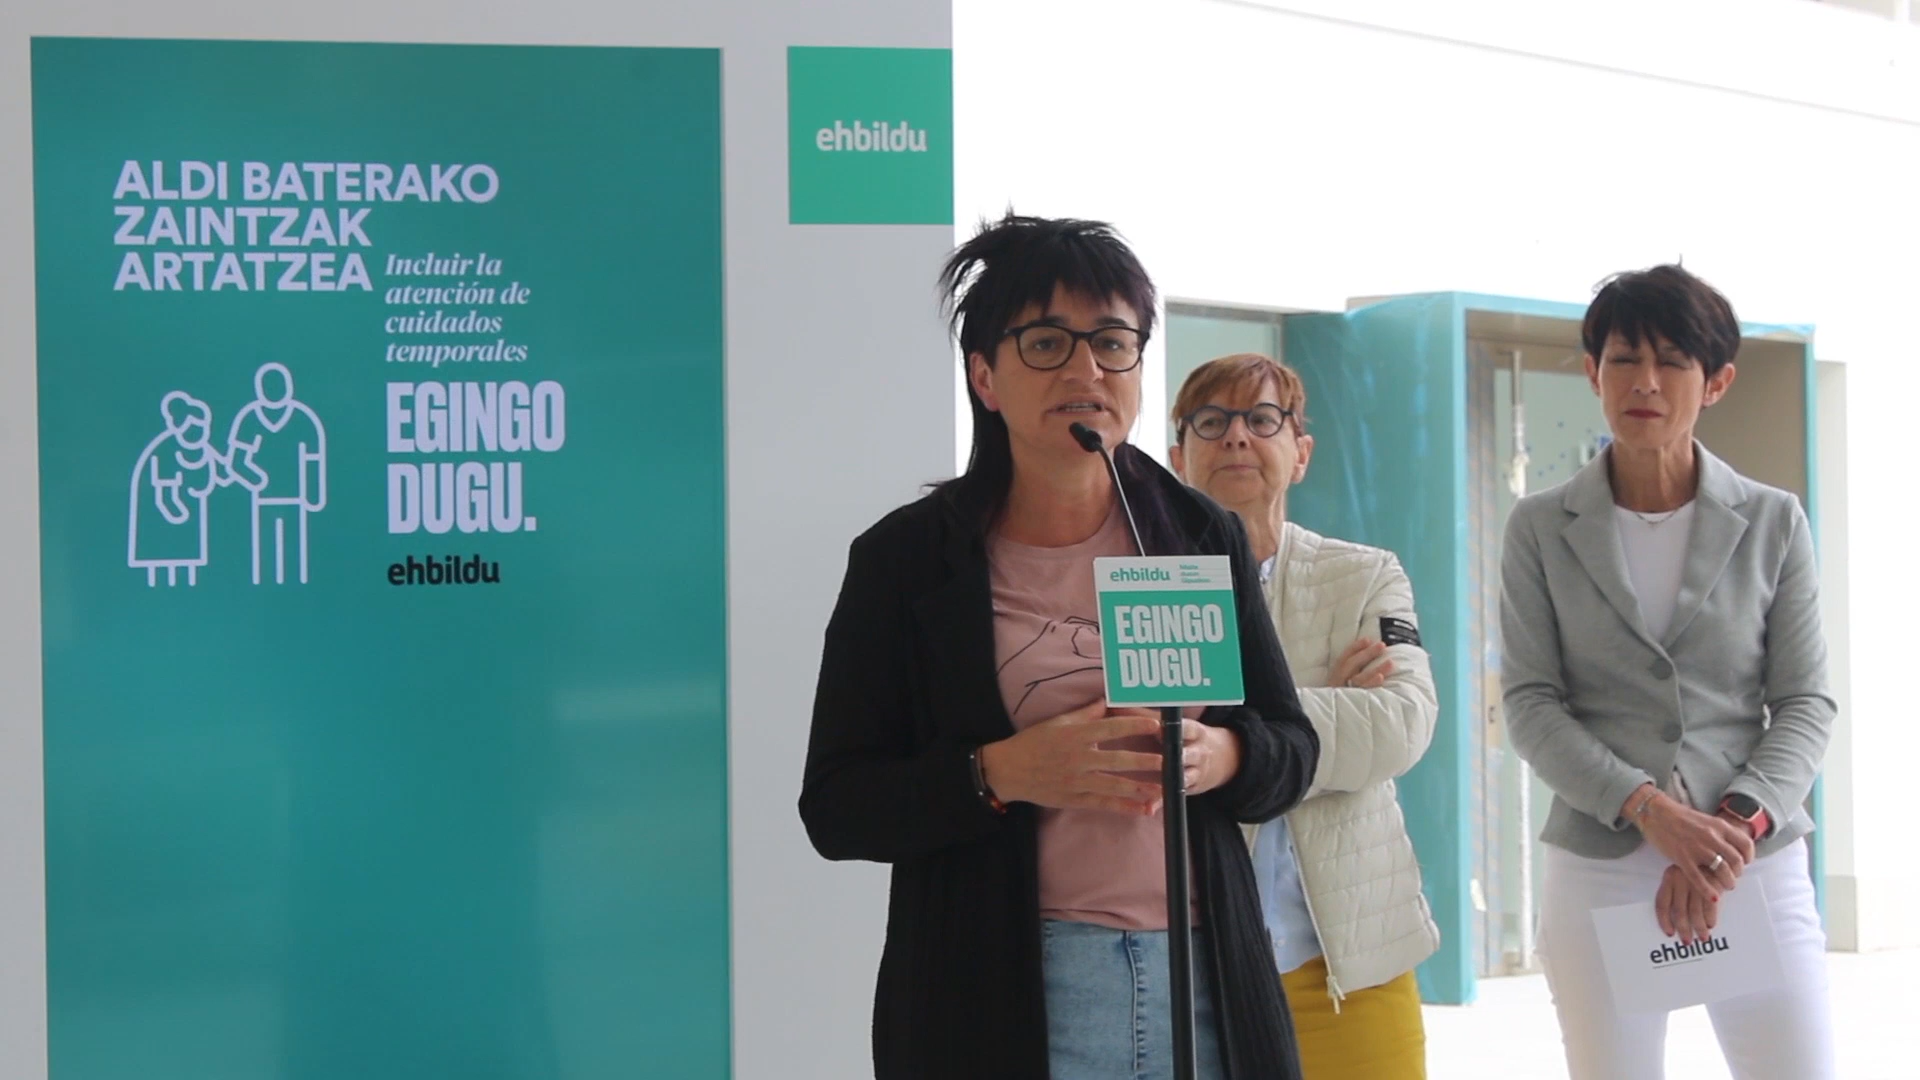 ALDI BATERAKO
ZAINTZAK
ARTATZEA
Incluir la
atención de
cuidados
temporales
EGINGO
DUGU.
ehbildu
ehbildu
ehbildu
EGINGO
DUGU.
ehbildu